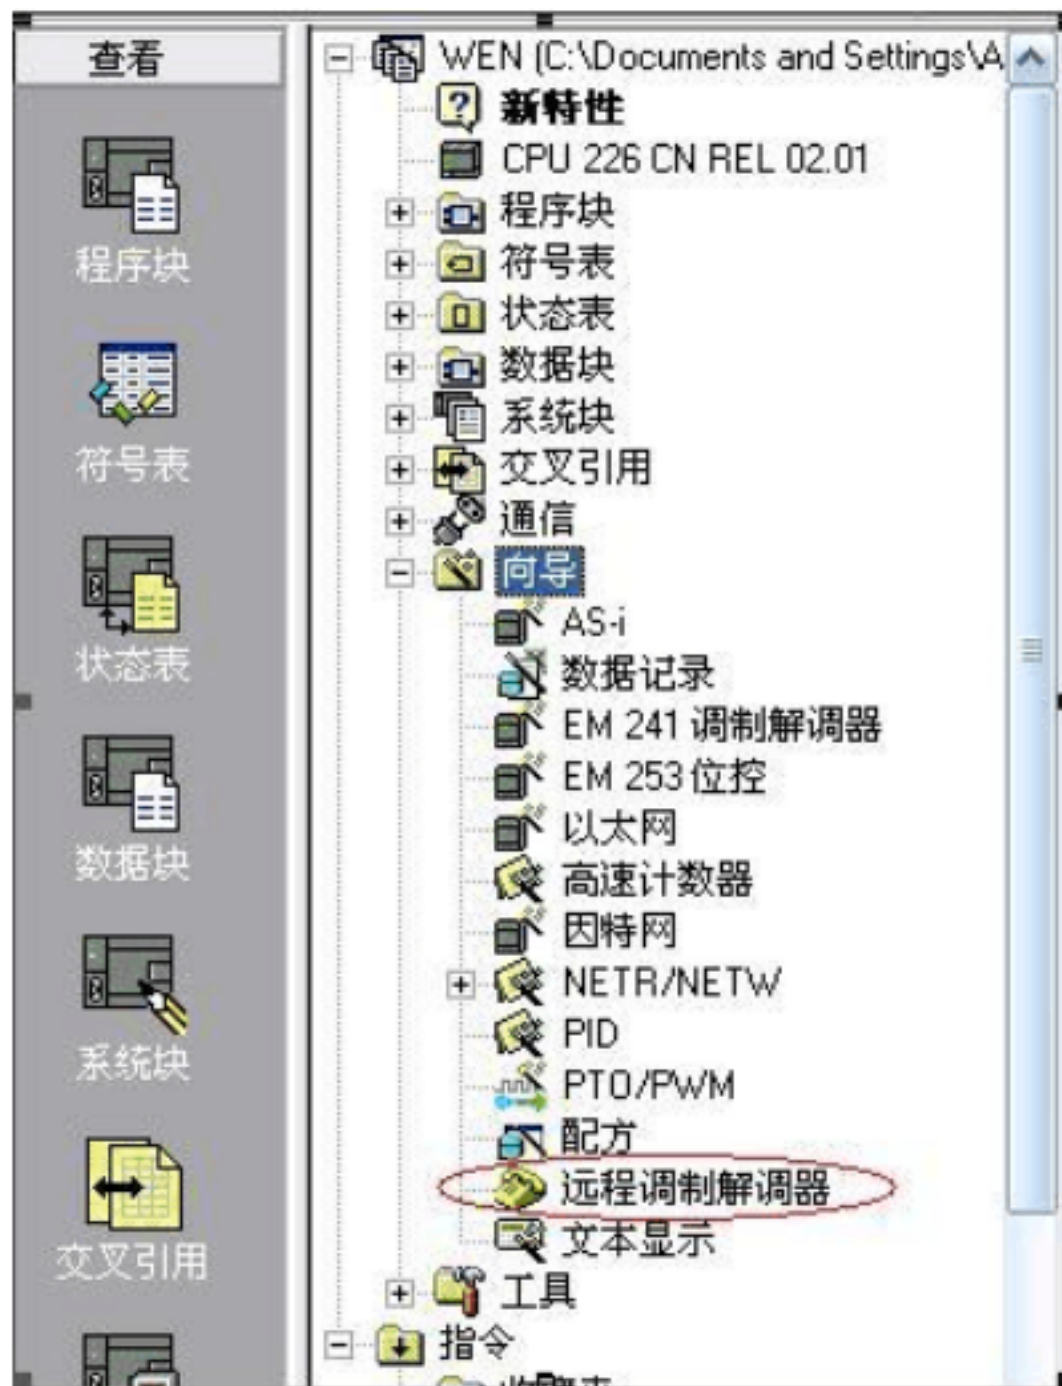 查看
程序块
符号表
状态表
数据块
系统块
交叉引用
WEN (C:\Documents and Settings\A
新特性
CPU 226 CN REL 02.01
程序块
符号表
状态表
数据块
系统块
交叉引用
通信
向导
AS-i
数据记录
EM 241 调制解调器
EM 253 位控
以太网
高速计数器
因特网
NETR/NETW
PID
PTO/PWM
配方
远程调制解调器
文本显示
工具
指令